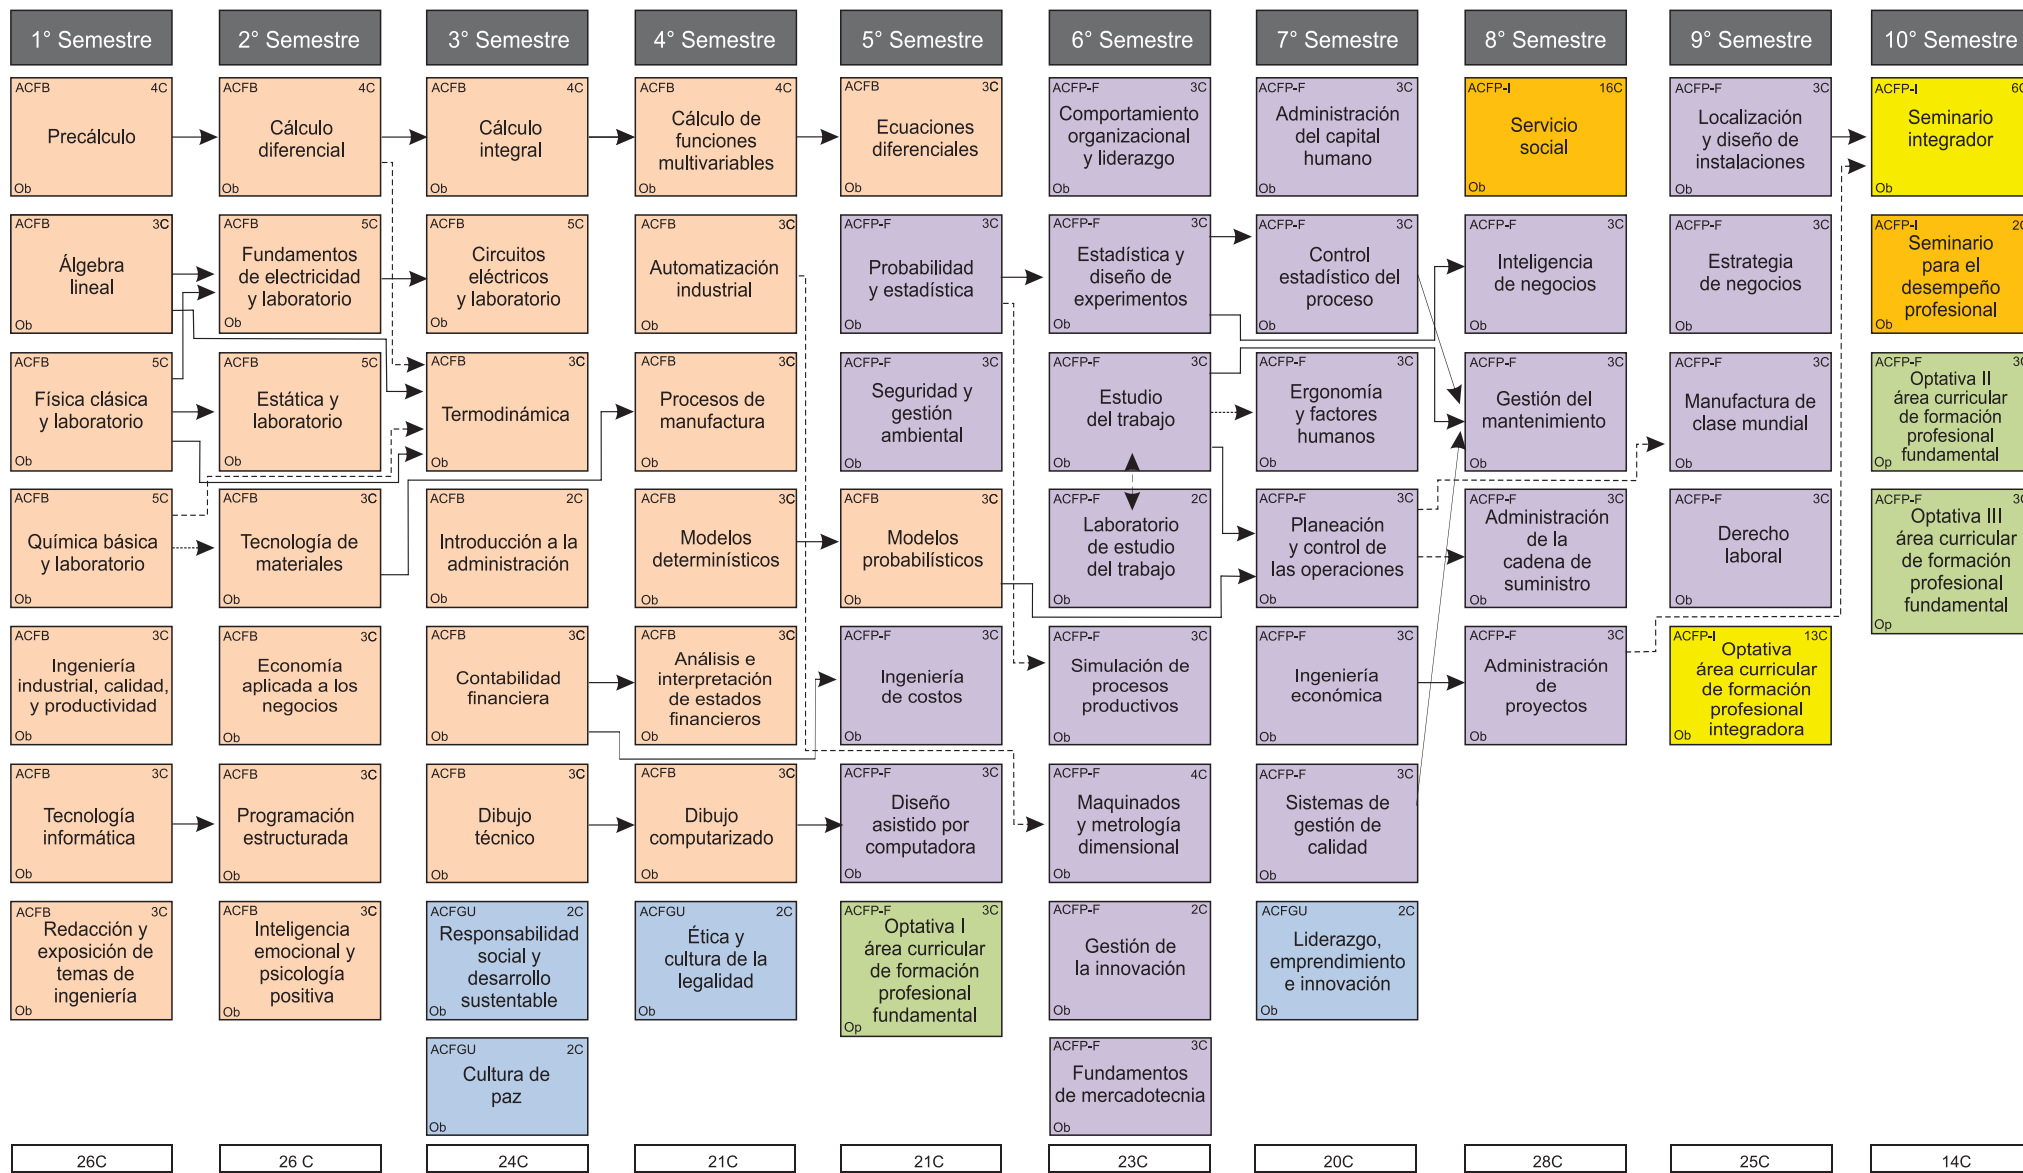 1° Semestre
2° Semestre
3° Semestre
4° Semestre
5° Semestre
6° Semestre
7° Semestre
8° Semestre
9° Semestre
10° Semestre
ACFB 4C
Precálculo
Ob
ACFB 3C
Álgebra
lineal
Ob
ACFB 5C
Física clásica
y laboratorio
Ob
ACFB 5C
Química básica
y laboratorio
Ob
ACFB 3C
Ingeniería
industrial, calidad,
y productividad
Ob
ACFB 3C
Tecnología
informática
Ob
ACFB 3C
Redacción y
exposición de
temas de
ingeniería
Ob
26C
ACFB 4C
Cálculo
diferencial
Ob
ACFB 5C
Fundamentos
de electricidad
y laboratorio
Ob
ACFB 5C
Estática y
laboratorio
Ob
ACFB 3C
Tecnología de
materiales
Ob
ACFB 3C
Economía
aplicada a los
negocios
Ob
ACFB 3C
Programación
estructurada
Ob
ACFB 3C
Inteligencia
emocional y
psicología
positiva
Ob
26 C
ACFB 4C
Cálculo
integral
Ob
ACFB 5C
Circuitos
eléctricos
y laboratorio
Ob
ACFB 3C
Termodinámica
Ob
ACFB 2C
Introducción a la
administración
Ob
ACFB 3C
Contabilidad
financiera
Ob
ACFB 3C
Dibujo
técnico
Ob
ACFGU 2C
Responsabilidad
social y
desarrollo
sustentable
Ob
ACFGU 2C
Cultura de
paz
Ob
24C
ACFB 4C
Cálculo de
funciones
multivariables
Ob
ACFB 3C
Automatización
industrial
Ob
ACFB 3C
Procesos de
manufactura
Ob
ACFB 3C
Modelos
determinísticos
Ob
ACFB 3C
Análisis e
interpretación
de estados
financieros
Ob
ACFB 3C
Dibujo
computarizado
Ob
ACFGU 2C
Ética y
cultura de la
legalidad
Ob
21C
ACFB 3C
Ecuaciones
diferenciales
Ob
ACFP-F 3C
Probabilidad
y estadística
Ob
ACFP-F 3C
Seguridad y
gestión
ambiental
Ob
ACFB 3C
Modelos
probabilísticos
Ob
ACFP-F 3C
Ingeniería
de costos
Ob
ACFP-F 3C
Diseño
asistido por
computadora
Ob
ACFP-F 3C
Optativa I
área curricular
de formación
profesional
fundamental
Op
21C
ACFP-F 3C
Comportamiento
organizacional
y liderazgo
Ob
ACFP-F 3C
Estadística y
diseño de
experimentos
Ob
ACFP-F 3C
Estudio
del trabajo
Ob
ACFP-F 2C
Laboratorio
de estudio
del trabajo
Ob
ACFP-F 3C
Simulación de
procesos
productivos
Ob
ACFP-F 4C
Maquinados
y metrología
dimensional
Ob
ACFP-F 2C
Gestión de
la innovación
Ob
ACFP-F 3C
Fundamentos
de mercadotecnia
Ob
23C
ACFP-F 3C
Administración
del capital
humano
Ob
ACFP-F 3C
Control
estadístico del
proceso
Ob
ACFP-F 3C
Ergonomía
y factores
humanos
Ob
ACFP-F 3C
Planeación
y control de
las operaciones
Ob
ACFP-F 3C
Ingeniería
económica
Ob
ACFP-F 3C
Sistemas de
gestión de
calidad
Ob
ACFGU 2C
Liderazgo,
emprendimiento
e innovación
Ob
20C
ACFP-I 16C
Servicio
social
Ob
ACFP-F 3C
Inteligencia
de negocios
Ob
ACFP-F 3C
Gestión del
mantenimiento
Ob
ACFP-F 3C
Administración
de la
cadena de
suministro
Ob
ACFP-F 3C
Administración
de
proyectos
Ob
28C
ACFP-F 3C
Localización
y diseño de
instalaciones
Ob
ACFP-F 3C
Estrategia
de negocios
Ob
ACFP-F 3C
Manufactura de
clase mundial
Ob
ACFP-F 3C
Derecho
laboral
Ob
ACFP-I 13C
Optativa
área curricular
de formación
profesional
integradora
Ob
25C
ACFP-I 6C
Seminario
integrador
Ob
ACFP-I 2C
Seminario
para el
desempeño
profesional
Ob
ACFP-F 3C
Optativa II
área curricular
de formación
profesional
fundamental
Op
ACFP-F 3C
Optativa III
área curricular
de formación
profesional
fundamental
Op
14C